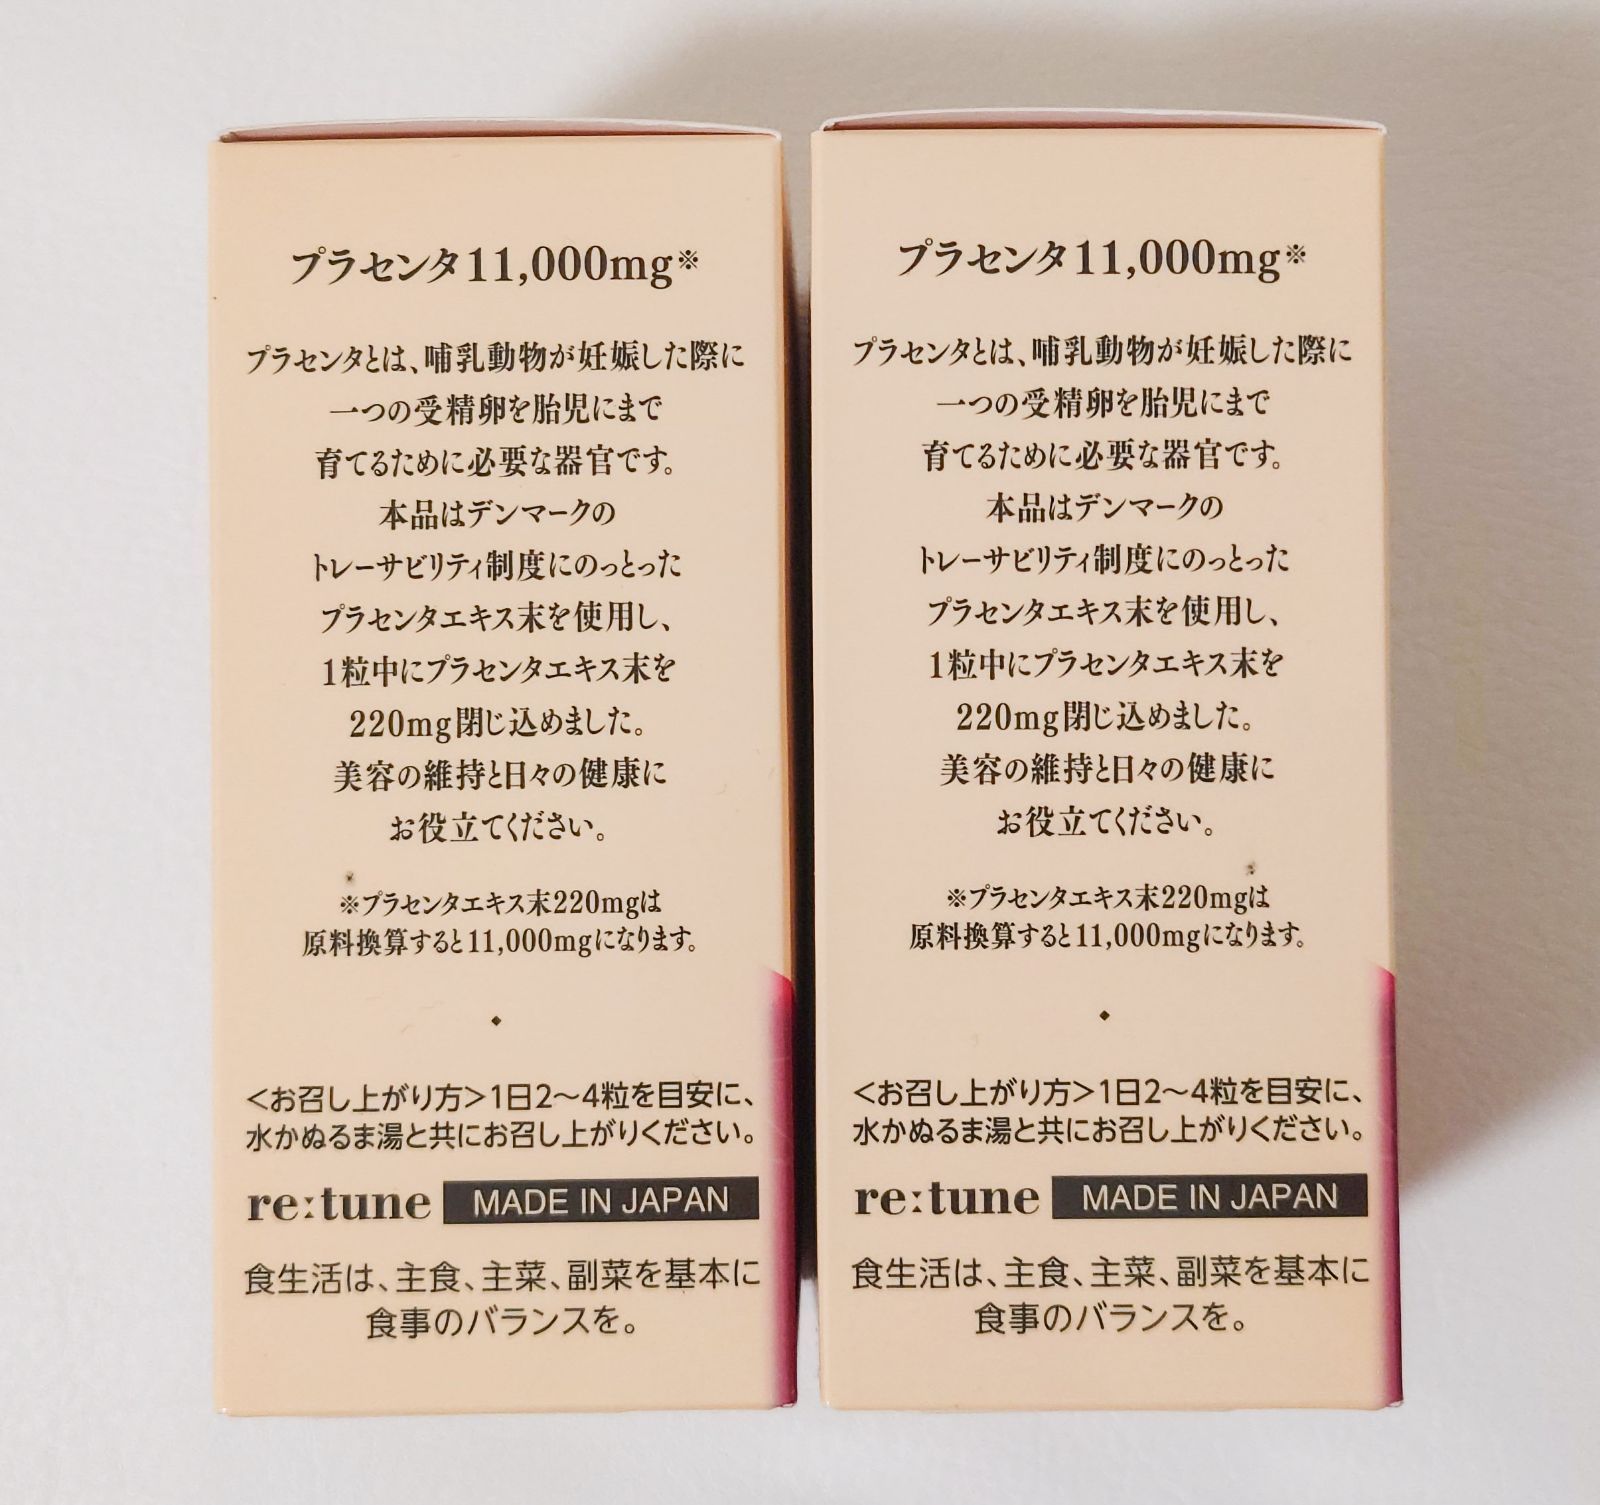 プラセンタ11,000mg※
プラセンタとは、哺乳動物が妊娠した際に
一つの受精卵を胎児にまで
育てるために必要な器官です。
本品はデンマークの
トレーサビリティ制度にのっとった
プラセンタエキス末を使用し、
1粒中にプラセンタエキス末を
220mg閉じ込めました。
美容の維持と日々の健康に
お役立てください。
※プラセンタエキス末220mgは
原料換算すると11,000mgになります。
<お召し上がり方>1日2〜4粒を目安に、
水かぬるま湯と共にお召し上がりください。
re:tune MADE IN JAPAN
食生活は、主食、主菜、副菜を基本に
食事のバランスを。
プラセンタ11,000mg※
プラセンタとは、哺乳動物が妊娠した際に
一つの受精卵を胎児にまで
育てるために必要な器官です。
本品はデンマークの
トレーサビリティ制度にのっとった
プラセンタエキス末を使用し、
1粒中にプラセンタエキス末を
220mg閉じ込めました。
美容の維持と日々の健康に
お役立てください。
※プラセンタエキス末220mgは
原料換算すると11,000mgになります。
<お召し上がり方>1日2〜4粒を目安に、
水かぬるま湯と共にお召し上がりください。
re:tune MADE IN JAPAN
食生活は、主食、主菜、副菜を基本に
食事のバランスを。